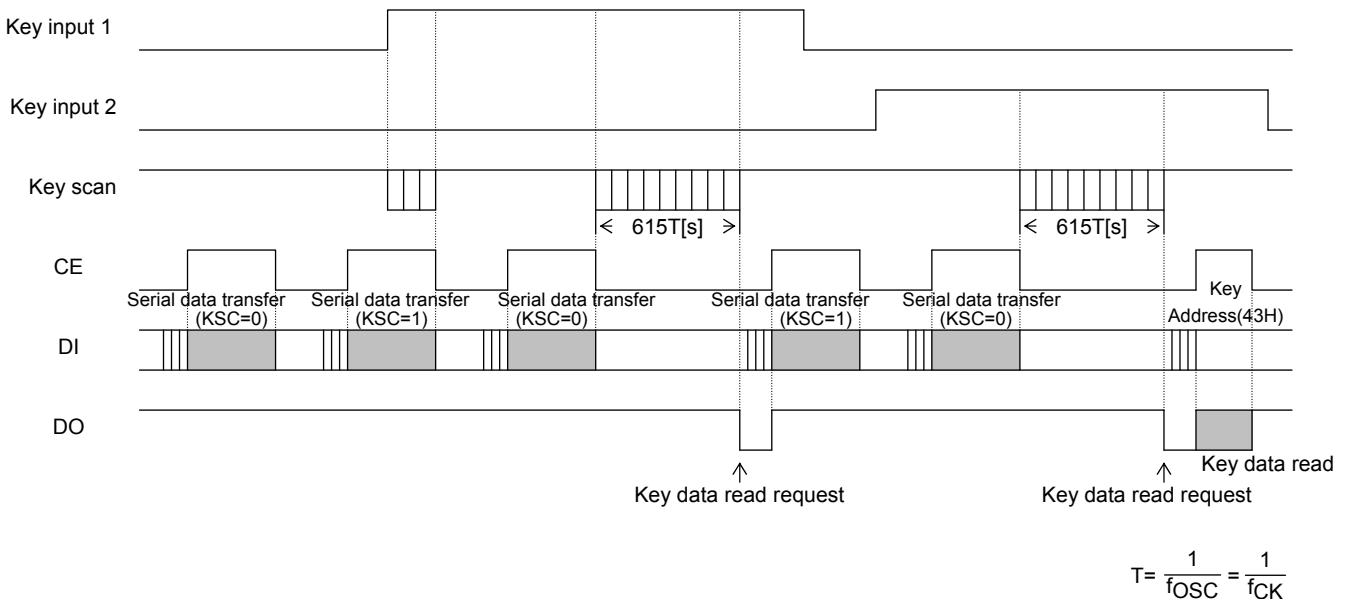 Key input 1
Key input 2
Key scan
615T[s]
615T[s]
CE
Serial data transfer
(KSC=0)
Serial data transfer
(KSC=1)
Serial data transfer
(KSC=0)
Serial data transfer
(KSC=1)
Serial data transfer
(KSC=0)
Key
Address(43H)
DI
DO
Key data read
Key data read request
Key data read request
T= 1/fOSC = 1/fCK